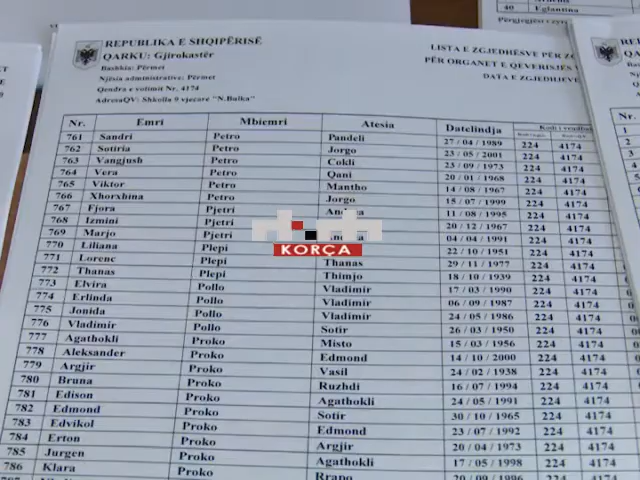 40 Eglantina
REPUBLIKA E SHQIPËRISË
QARKU: Gjirokastër
Bashkia: Përmet
Njësia administrative: Përmet
Qendra e votimit Nr. 4174
AdresaQV: Shkolla 9 vjeçare "N.Buika"
LISTA E ZGJEDHËSVE PËR
PËR ORGANET E QEVERISJES
DATA E ZGJEDHJEVE
Nr. Emri Mbiemri Atesia Datelindja
761 Sandri Petro Pandeli 27 / 04 / 1989 224 4174
762 Sotiria Petro Jorgo 23 / 05 / 2001 224 4174
763 Vangjush Petro Cokli 23 / 09 / 1973 224 4174
764 Vera Petro Qani 20 / 01 / 1968 224 4174
765 Viktor Petro Mantho 14 / 08 / 1967 224 4174
766 Xhorxhina Petro Jorgo 15 / 07 / 1999 224 4174
767 Fjora Pjetri 11 / 08 / 1995 224 4174
768 Izmini Pjetri 20 / 12 / 1967 224 4174
769 Marjo Pjetri 04 / 04 / 1991 224 4174
770 Liliana Plepi 22 / 10 / 1951 224 4174
KORÇA
771 Lorenc Plepi Thanas 29 / 11 / 1977 224 4174
772 Thanas Plepi Thimjo 18 / 10 / 1939 224 4174
773 Elvira Pollo Vladimir 17 / 03 / 1990 224 4174
774 Erlinda Pollo Vladimir 06 / 09 / 1987 224 4174
775 Jonida Pollo Vladimir 24 / 05 / 1986 224 4174
776 Vladimir Pollo Sotir 26 / 03 / 1950 224 4174
777 Agathokli Proko Misto 15 / 03 / 1956 224 4174
778 Aleksander Proko Edmond 14 / 10 / 2000 224 4174
779 Argjir Proko Vasil 24 / 02 / 1938 224 4174
780 Bruna Proko Ruzhdi 16 / 07 / 1994 224 4174
781 Edison Proko Agathokli 24 / 05 / 1991 224 4174
782 Edmond Proko Sotir 30 / 10 / 1965 224 4174
783 Edvikol Proko Edmond 23 / 07 / 1992 224 4174
784 Erton Proko Argjir 20 / 04 / 1973 224 4174
785 Jurgen Proko Agathokli 17 / 05 / 1998 224 4174
786 Klara Proko Rrapo